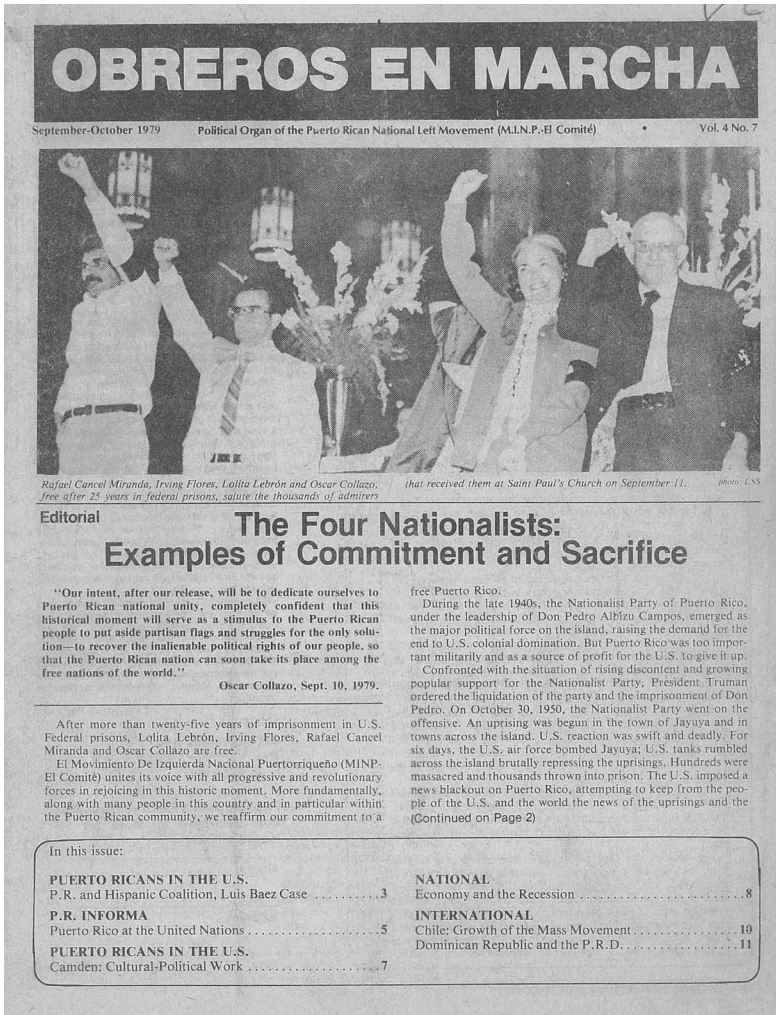 OBREROS EN MARCHA
September-October 1979 Political Organ of the Puerto Rican National Left Movement (M.I.N.P.-El Comité) • Vol. 4 No. 7
Rafael Cancel Miranda, Irving Flores, Lolita Lebrón and Oscar Collazo,
free after 25 years in federal prisons, salute the thousands of admirers
that received them at Saint Paul's Church on September 11.
photo: LNS
Editorial
The Four Nationalists:
Examples of Commitment and Sacrifice
"Our intent, after our release, will be to dedicate ourselves to
Puerto Rican national unity, completely confident that this
historical moment will serve as a stimulus to the Puerto Rican
people to put aside partisan flags and struggles for the only solu-
tion—to recover the inalienable political rights of our people, so
that the Puerto Rican nation can soon take its place among the
free nations of the world."
Oscar Collazo, Sept. 10, 1979.
After more than twenty-five years of imprisonment in U.S.
Federal prisons, Lolita Lebrón, Irving Flores, Rafael Cancel
Miranda and Oscar Collazo are free.
El Movimiento De Izquierda Nacional Puertorriqueño (MINP-
El Comité) unites its voice with all progressive and revolutionary
forces in rejoicing in this historic moment. More fundamentally,
along with many people in this country and in particular within
the Puerto Rican community, we reaffirm our commitment to a
free Puerto Rico.
During the late 1940s, the Nationalist Party of Puerto Rico,
under the leadership of Don Pedro Albizu Campos, emerged as
the major political force on the island, raising the demand for the
end to U.S. colonial domination. But Puerto Rico was too impor-
tant militarily and as a source of profit for the U.S. to give it up.
Confronted with the situation of rising discontent and growing
popular support for the Nationalist Party, President Truman
ordered the liquidation of the party and the imprisonment of Don
Pedro. On October 30, 1950, the Nationalist Party went on the
offensive. An uprising was begun in the town of Jayuya and in
towns across the island. U.S. reaction was swift and deadly. For
six days, the U.S. air force bombed Jayuya; U.S. tanks rumbled
across the island brutally repressing the uprisings. Hundreds were
massacred and thousands thrown into prison. The U.S. imposed a
news blackout on Puerto Rico, attempting to keep from the peo-
ple of the U.S. and the world the news of the uprisings and the
(Continued on Page 2)
In this issue:
PUERTO RICANS IN THE U.S.
P.R. and Hispanic Coalition, Luis Baez Case ..........3
P.R. INFORMA
Puerto Rico at the United Nations ....................5
PUERTO RICANS IN THE U.S.
Camden: Cultural-Political Work ....................7
NATIONAL
Economy and the Recession .........................8
INTERNATIONAL
Chile: Growth of the Mass Movement ................10
Dominican Republic and the P.R.D. .................11